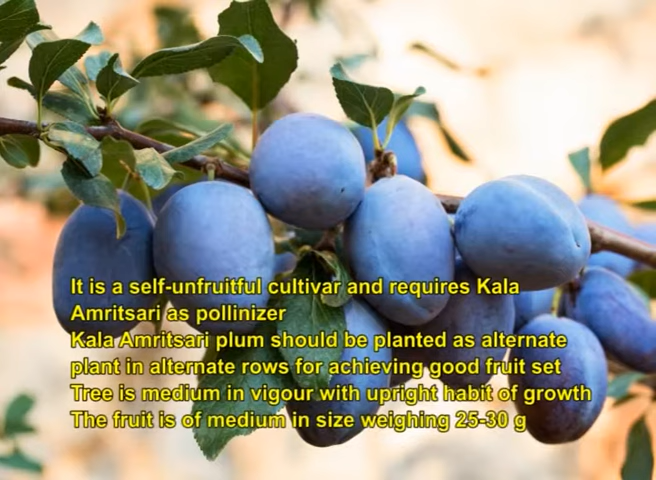 It is a self-unfruitful cultivar and requires Kala
Amritsari as pollinizer
Kala Amritsari plum should be planted as alternate
plant in alternate rows for achieving good fruit set
Tree is medium in vigour with upright habit of growth
The fruit is of medium in size weighing 25-30 g